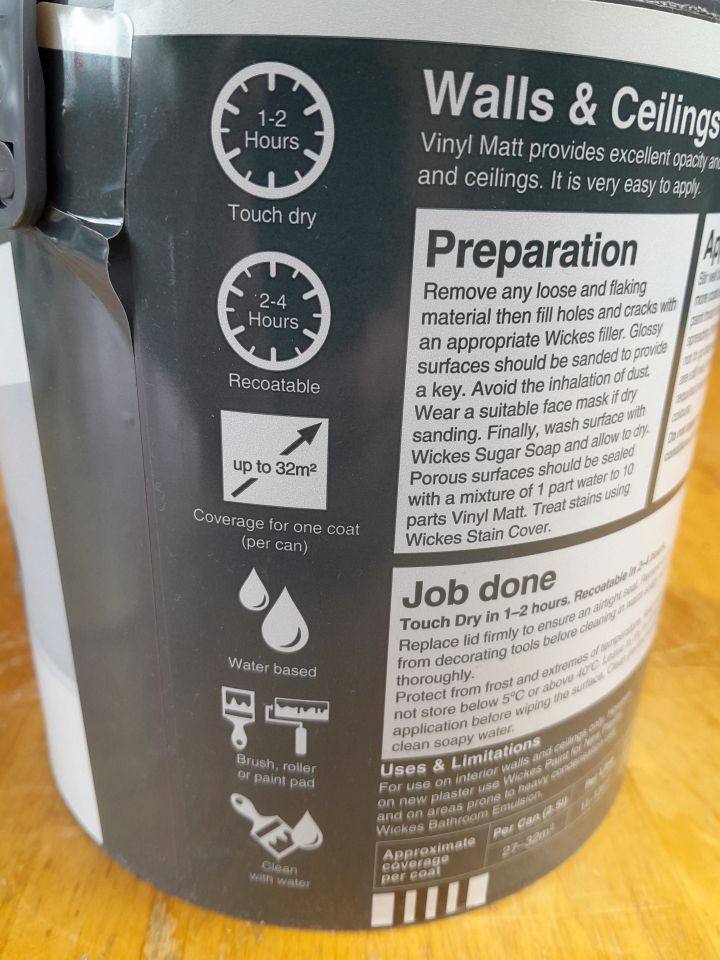 1-2
Hours
Touch dry
2-4
Hours
Recoatable
up to 32m²
Coverage for one coat
(per can)
Water based
Brush, roller
or paint pad
Clean
with water
Walls & Ceilings
Vinyl Matt provides excellent opacity
and ceilings. It is very easy to apply.
Preparation
Remove any loose and flaking
material then fill holes and cracks with
an appropriate Wickes filler. Glossy
surfaces should be sanded to provide
a key. Avoid the inhalation of dust.
Wear a suitable face mask if dry
sanding. Finally, wash surface with
Wickes Sugar Soap and allow to dry.
Porous surfaces should be sealed
with a mixture of 1 part water to 10
parts Vinyl Matt. Treat stains using
Wickes Stain Cover.
Job done
Touch Dry in 1–2 hours. Recoatable in 2-4 hours.
Replace lid firmly to ensure an airtight seal.
from decorating tools before cleaning in warm
thoroughly.
Protect from frost and extremes of temperature.
not store below 5°C or above 40°C.
application before wiping the surface.
clean soapy water.
Uses & Limitations
For use on interior walls and ceilings only.
on new plaster use Wickes Paint for New
and on areas prone to heavy condensation
Wickes Bathroom Emulsion.
Approximate
coverage
per coat
Per Can (2.5l)
27–32m²